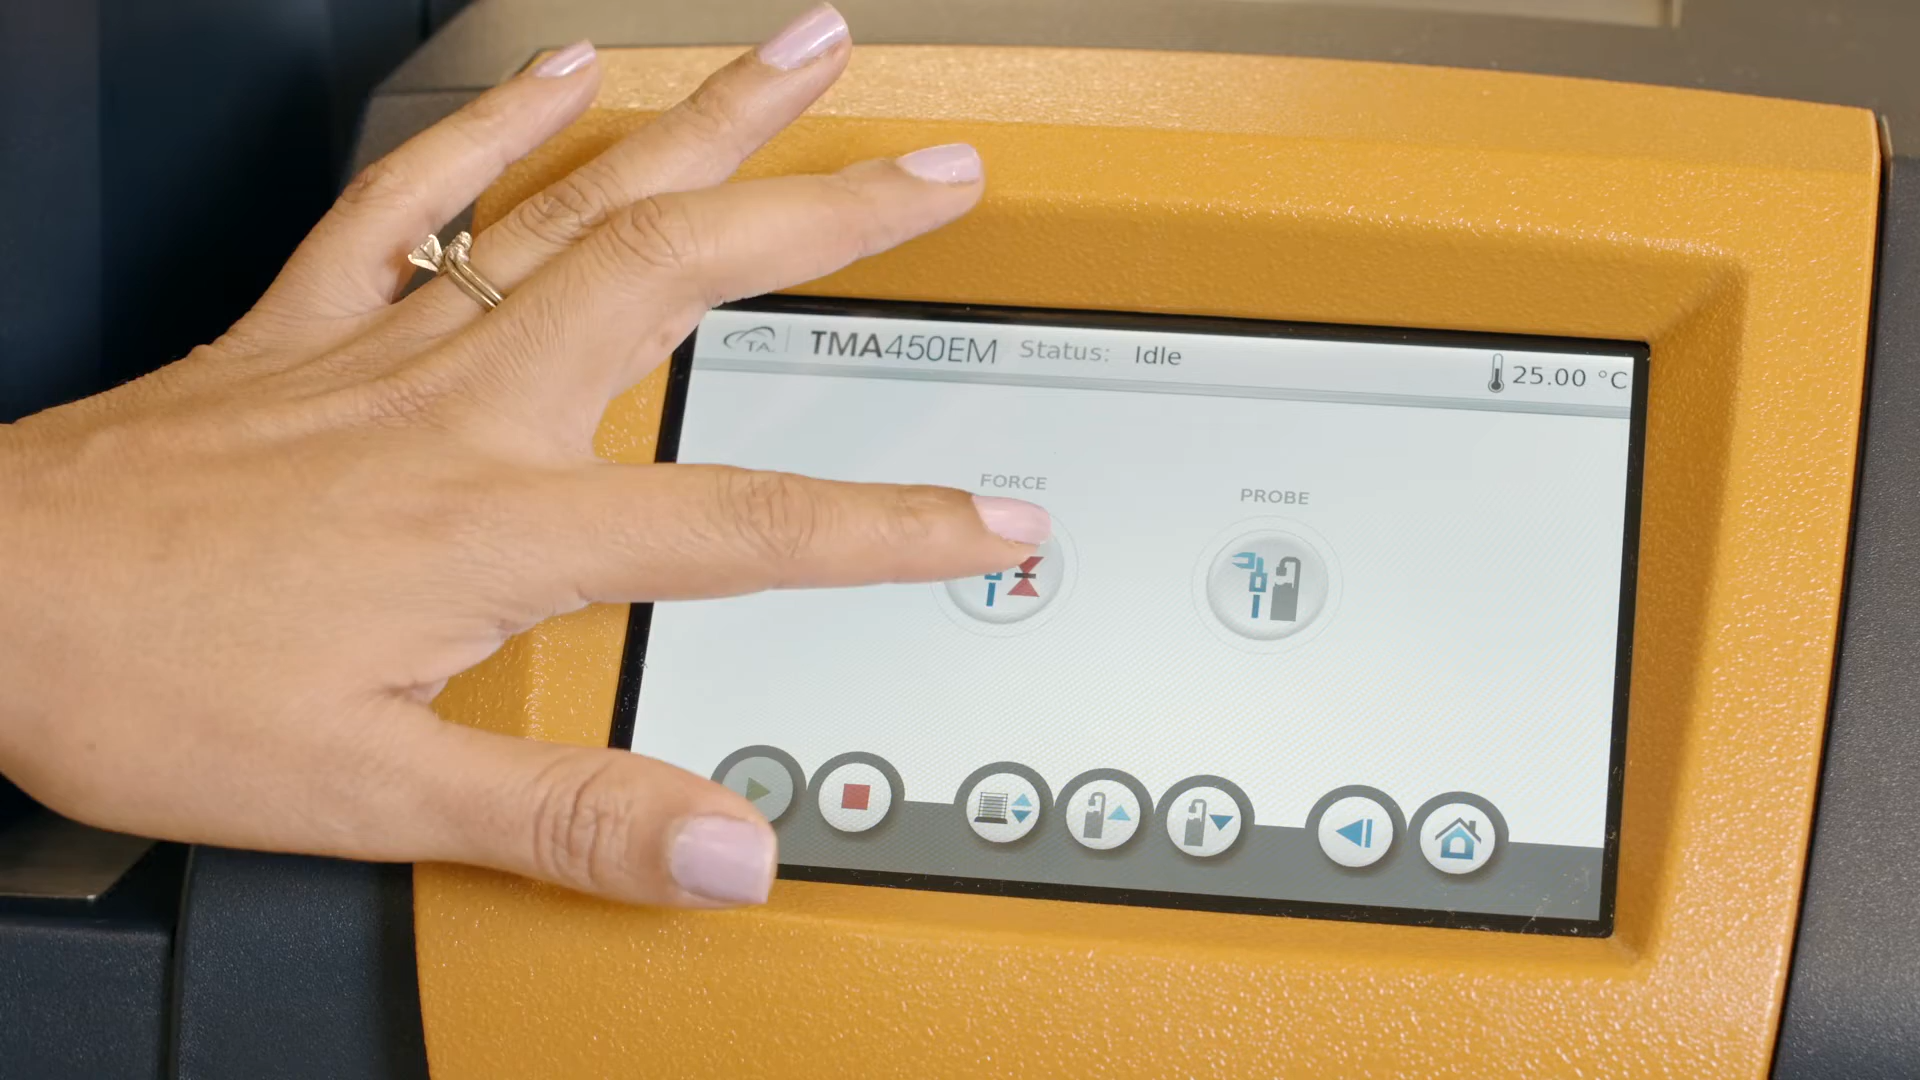 TA
TMA450EM Status: Idle
25.00 °C
FORCE
PROBE